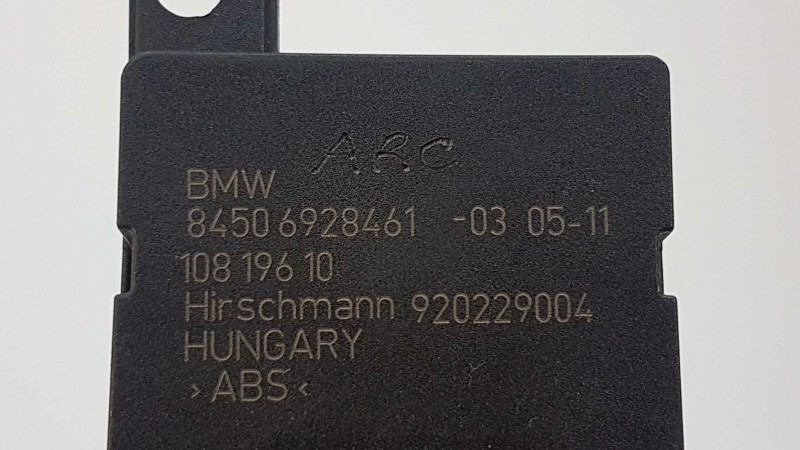 ARC
BMW
8450 6928461 -03 05-11
108 196 10
Hirschmann 920229004
HUNGARY
>ABS<